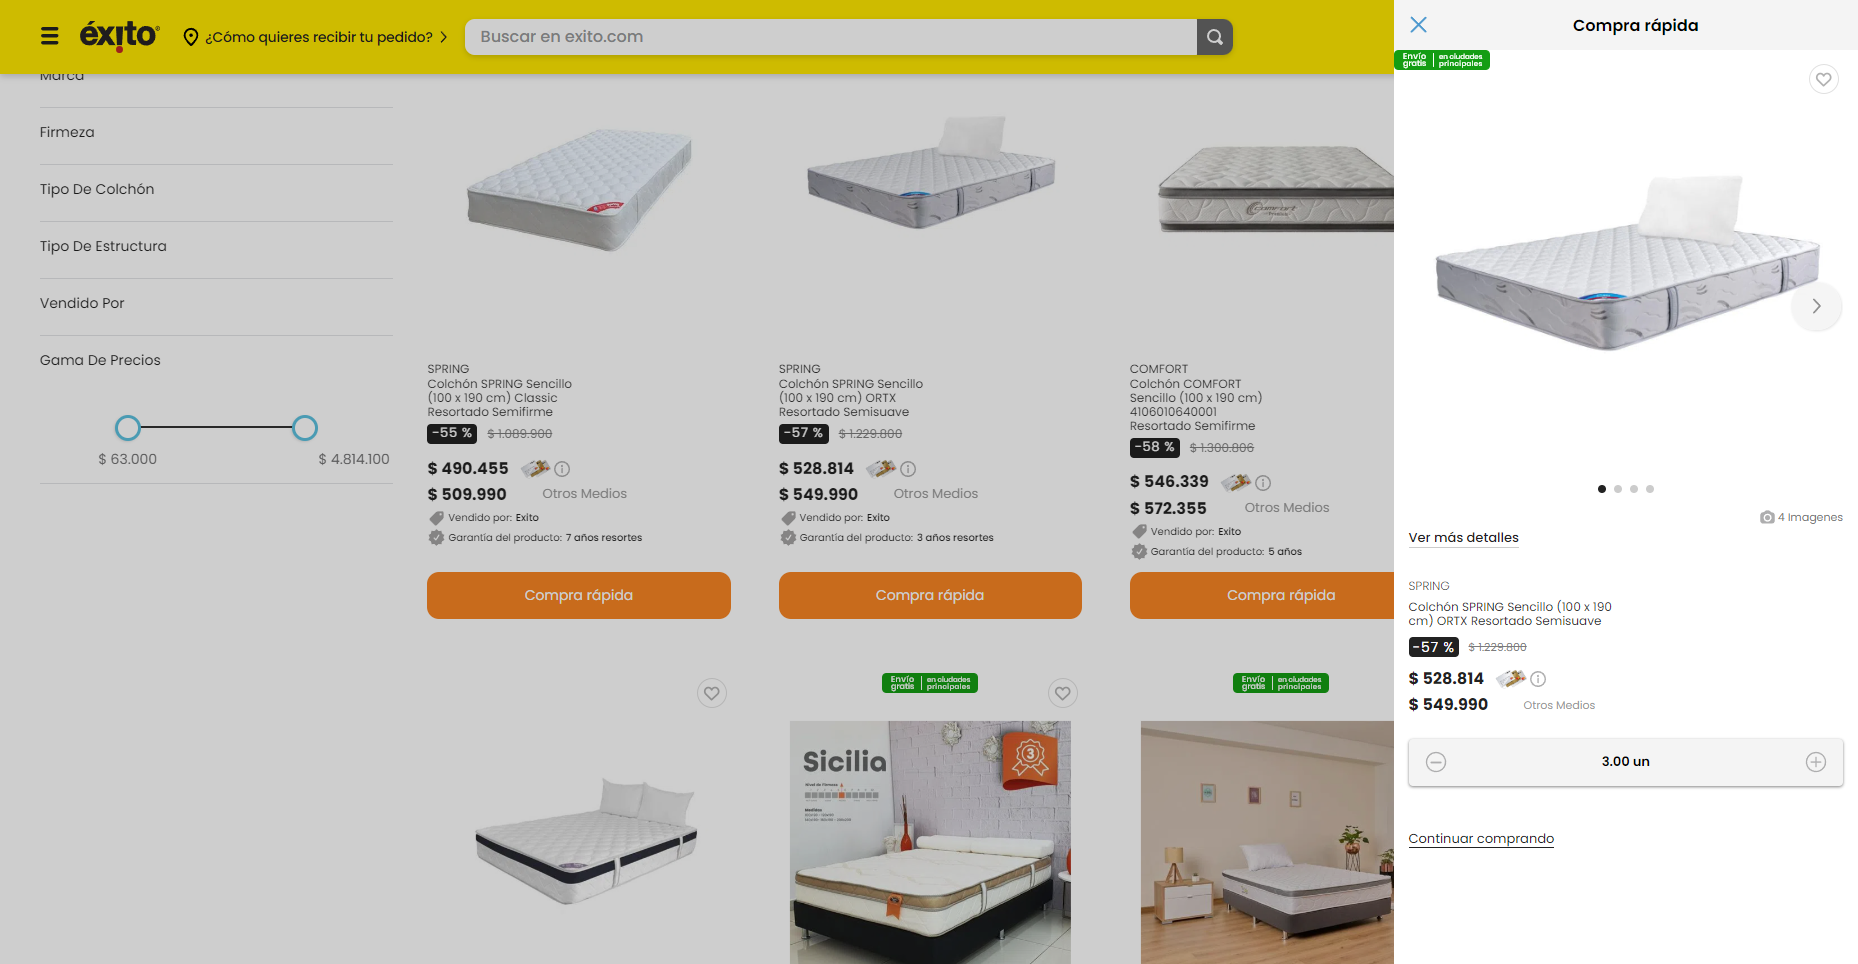 éxito
¿Cómo quieres recibir tu pedido?
Buscar en exito.com
Marca
Firmeza
Tipo De Colchón
Tipo De Estructura
Vendido Por
Gama De Precios
$ 63.000
$ 4.814.100
SPRING
Colchón SPRING Sencillo
(100 x 190 cm) Classic
Resortado Semifirme
-55 % $ 1.089.900
$ 490.455
$ 509.990 Otros Medios
Vendido por: Exito
Garantía del producto: 7 años resortes
Compra rápida
SPRING
Colchón SPRING Sencillo
(100 x 190 cm) ORTX
Resortado Semisuave
-57 % $ 1.229.800
$ 528.814
$ 549.990 Otros Medios
Vendido por: Exito
Garantía del producto: 3 años resortes
Compra rápida
Comfort
COMFORT
Colchón COMFORT
Sencillo (100 x 190 cm)
4106010640001
Resortado Semifirme
-58 % $ 1.300.806
$ 546.339
$ 572.355 Otros Medios
Vendido por: Exito
Garantía del producto: 5 años
Compra rápida
Envío gratis en ciudades principales
Sicilia
Nivel de Firmeza
Medidas
3
Envío gratis en ciudades principales
Compra rápida
Envío gratis en ciudades principales
4 Imagenes
Ver más detalles
SPRING
Colchón SPRING Sencillo (100 x 190
cm) ORTX Resortado Semisuave
-57 % $ 1.229.800
$ 528.814
$ 549.990 Otros Medios
3.00 un
Continuar comprando